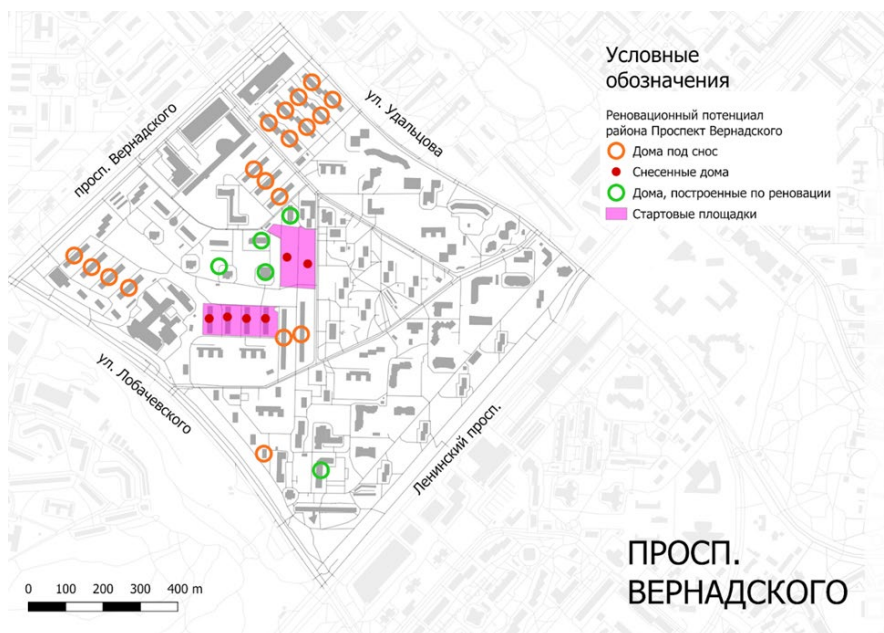 Условные
обозначения
Реновационный потенциал
района Проспект Вернадского
Дома под снос
Снесенные дома
Дома, построенные по реновации
Стартовые площадки
ул. Удальцова
просп. Вернадского
ул. Лобачевского
Ленинский просп.
0 100 200 300 400 m
ПРОСП.
ВЕРНАДСКОГО